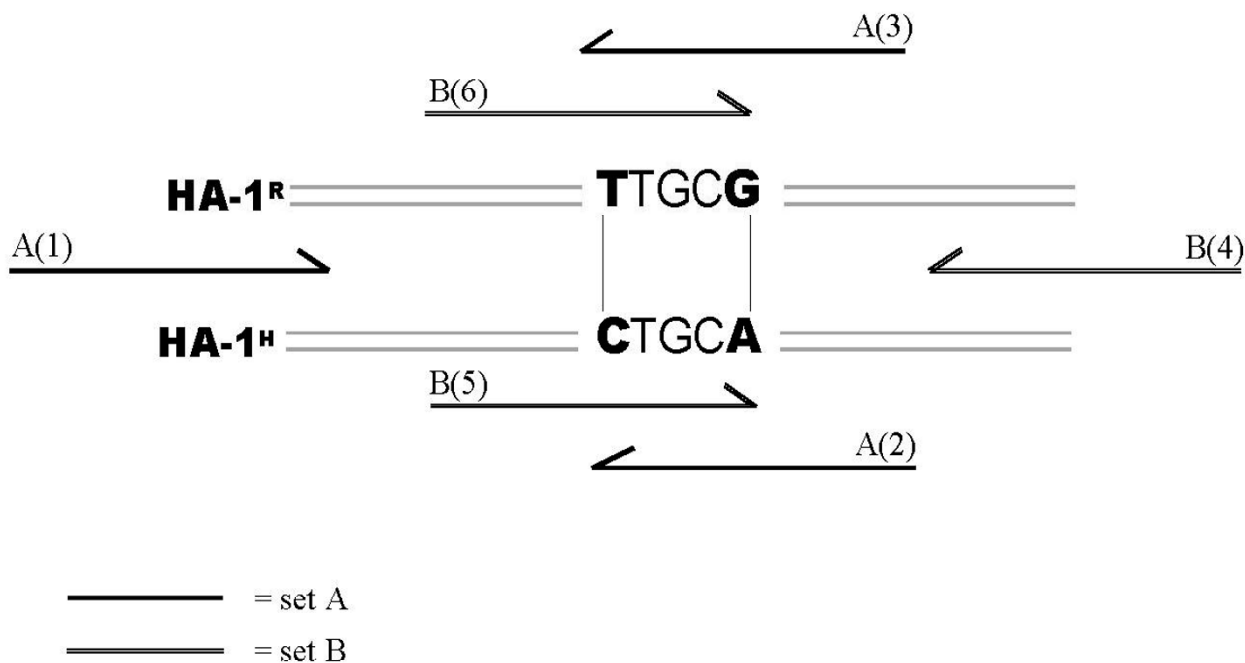 A(3)
B(6)
HA-1R TTGCG
A(1)
B(4)
HA-1H CTGCA
B(5)
A(2)
= set A
= set B